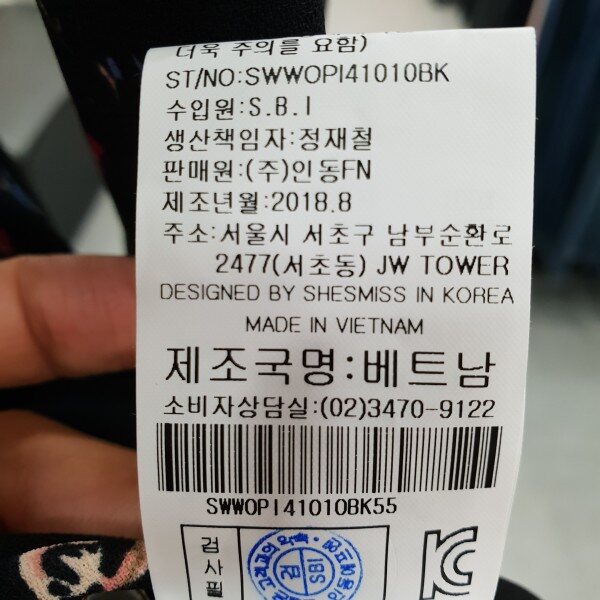 더욱 주의를 요함)
ST/NO:SWWOPI41010BK
수입원:S.B.I
생산책임자:정재철
판매원:(주)인동FN
제조년월:2018.8
주소:서울시 서초구 남부순환로
2477(서초동) JW TOWER
DESIGNED BY SHESMISS IN KOREA
MADE IN VIETNAM
제조국명:베트남
소비자상담실:(02)3470-9122
SWWOPI41010BK55
검
사
필
SBI